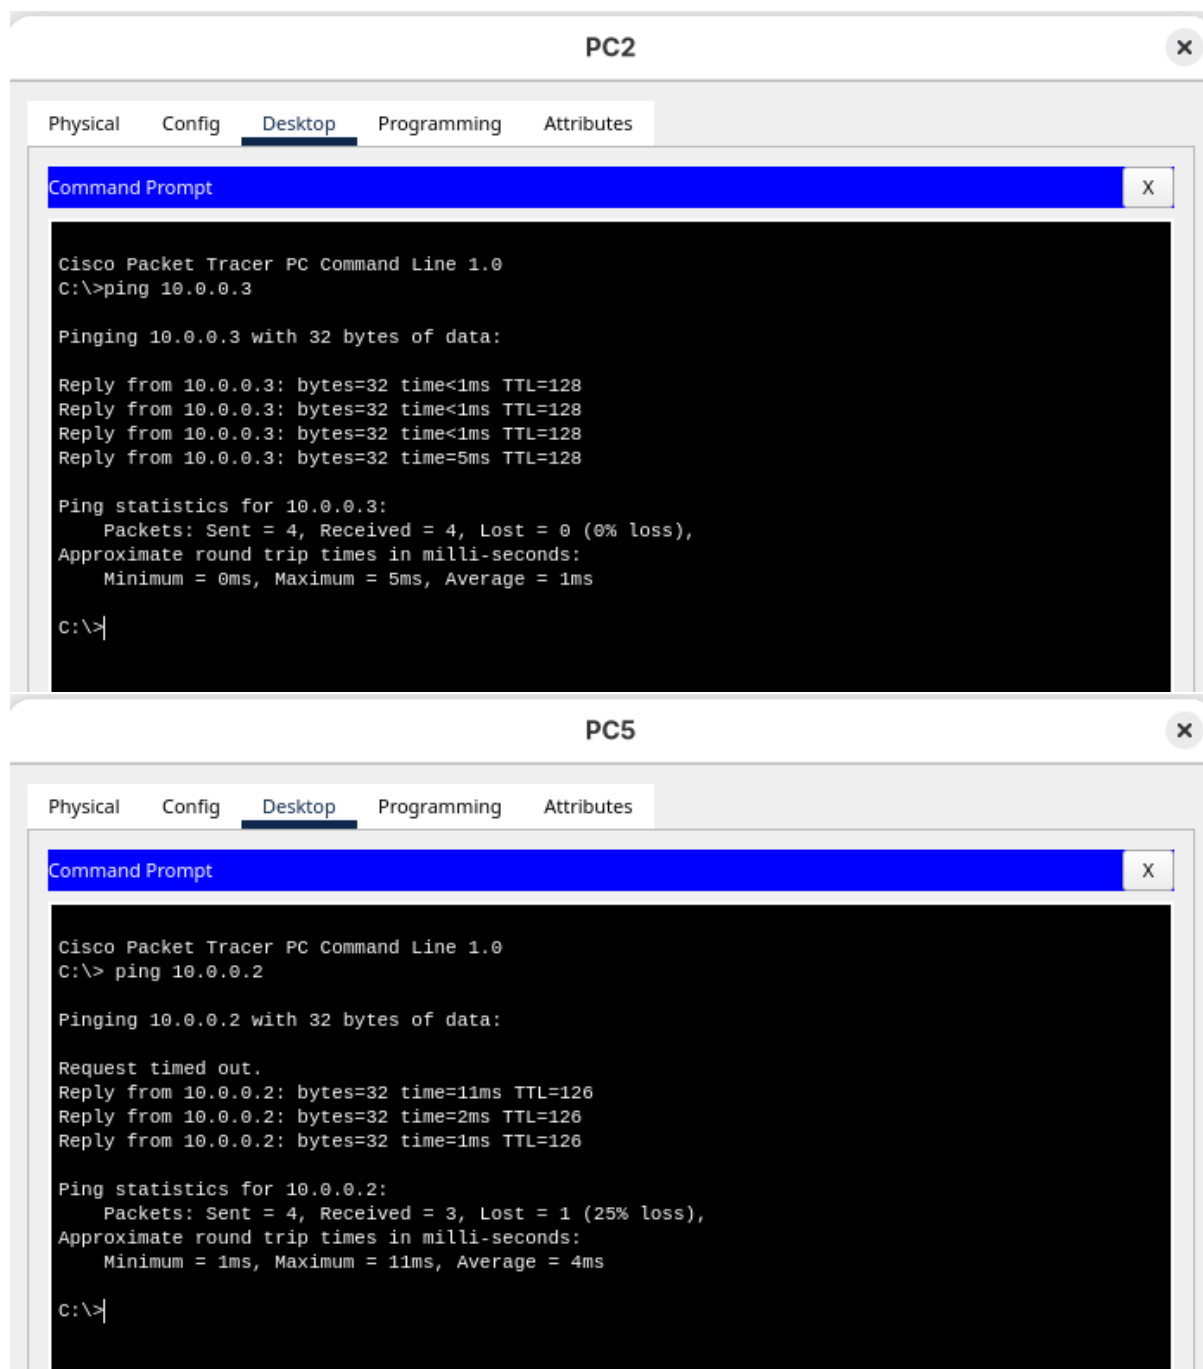 PC2
Physical Config Desktop Programming Attributes
Command Prompt X
Cisco Packet Tracer PC Command Line 1.0
C:\>ping 10.0.0.3
Pinging 10.0.0.3 with 32 bytes of data:
Reply from 10.0.0.3: bytes=32 time<1ms TTL=128
Reply from 10.0.0.3: bytes=32 time<1ms TTL=128
Reply from 10.0.0.3: bytes=32 time<1ms TTL=128
Reply from 10.0.0.3: bytes=32 time=5ms TTL=128
Ping statistics for 10.0.0.3:
    Packets: Sent = 4, Received = 4, Lost = 0 (0% loss),
Approximate round trip times in milli-seconds:
    Minimum = 0ms, Maximum = 5ms, Average = 1ms
C:\>
PC5
Physical Config Desktop Programming Attributes
Command Prompt X
Cisco Packet Tracer PC Command Line 1.0
C:\> ping 10.0.0.2
Pinging 10.0.0.2 with 32 bytes of data:
Request timed out.
Reply from 10.0.0.2: bytes=32 time=11ms TTL=126
Reply from 10.0.0.2: bytes=32 time=2ms TTL=126
Reply from 10.0.0.2: bytes=32 time=1ms TTL=126
Ping statistics for 10.0.0.2:
    Packets: Sent = 4, Received = 3, Lost = 1 (25% loss),
Approximate round trip times in milli-seconds:
    Minimum = 1ms, Maximum = 11ms, Average = 4ms
C:\>